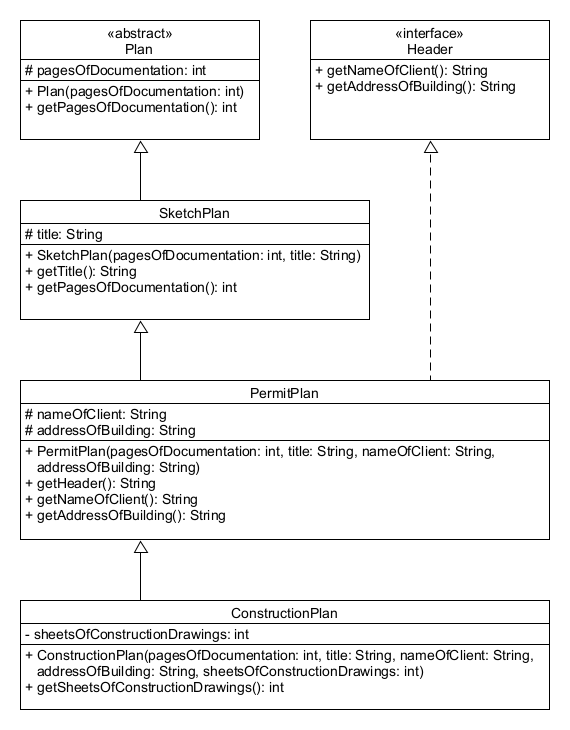 «abstract»
Plan
# pagesOfDocumentation: int
+ Plan(pagesOfDocumentation: int)
+ getPagesOfDocumentation(): int
«interface»
Header
+ getNameOfClient(): String
+ getAddressOfBuilding(): String
SketchPlan
# title: String
+ SketchPlan(pagesOfDocumentation: int, title: String)
+ getTitle(): String
+ getPagesOfDocumentation(): int
PermitPlan
# nameOfClient: String
# addressOfBuilding: String
+ PermitPlan(pagesOfDocumentation: int, title: String, nameOfClient: String,
addressOfBuilding: String)
+ getHeader(): String
+ getNameOfClient(): String
+ getAddressOfBuilding(): String
ConstructionPlan
- sheetsOfConstructionDrawings: int
+ ConstructionPlan(pagesOfDocumentation: int, title: String, nameOfClient: String,
addressOfBuilding: String, sheetsOfConstructionDrawings: int)
+ getSheetsOfConstructionDrawings(): int